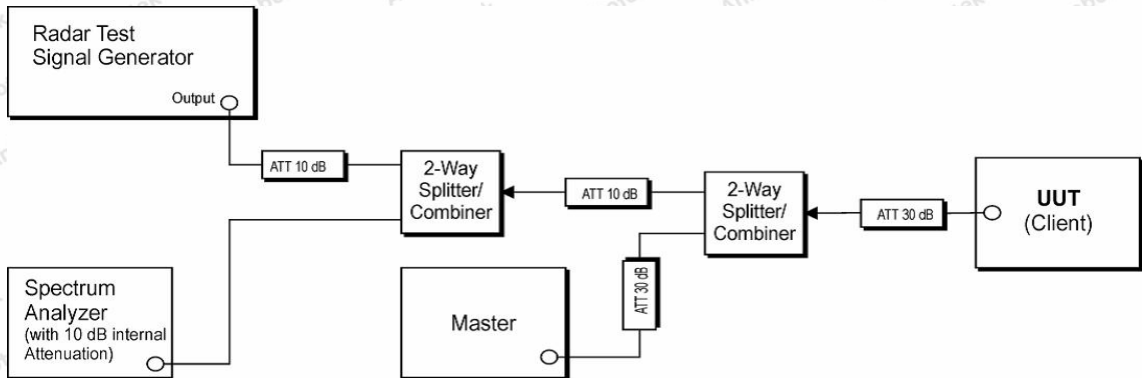 Radar Test
Signal Generator
Output
ATT 10 dB
2-Way
Splitter/
Combiner
ATT 10 dB
2-Way
Splitter/
Combiner
ATT 30 dB
UUT
(Client)
ATT 30 dB
Spectrum
Analyzer
(with 10 dB internal
Attenuation)
Master